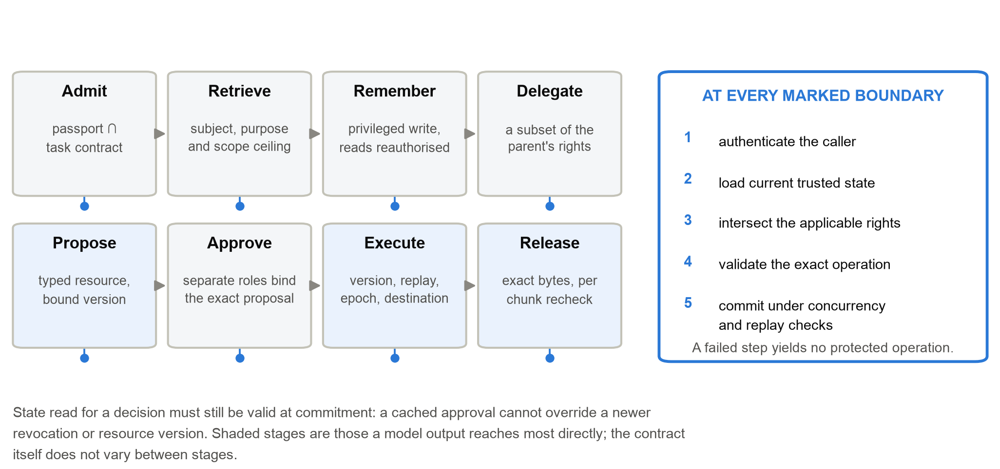 Admit
passport ∩
task contract
Retrieve
subject, purpose
and scope ceiling
Remember
privileged write,
reads reauthorised
Delegate
a subset of the
parent's rights
Propose
typed resource,
bound version
Approve
separate roles bind
the exact proposal
Execute
version, replay,
epoch, destination
Release
exact bytes, per
chunk recheck
AT EVERY MARKED BOUNDARY
1 authenticate the caller
2 load current trusted state
3 intersect the applicable rights
4 validate the exact operation
5 commit under concurrency
and replay checks
A failed step yields no protected operation.
State read for a decision must still be valid at commitment: a cached approval cannot override a newer
revocation or resource version. Shaded stages are those a model output reaches most directly; the contract
itself does not vary between stages.